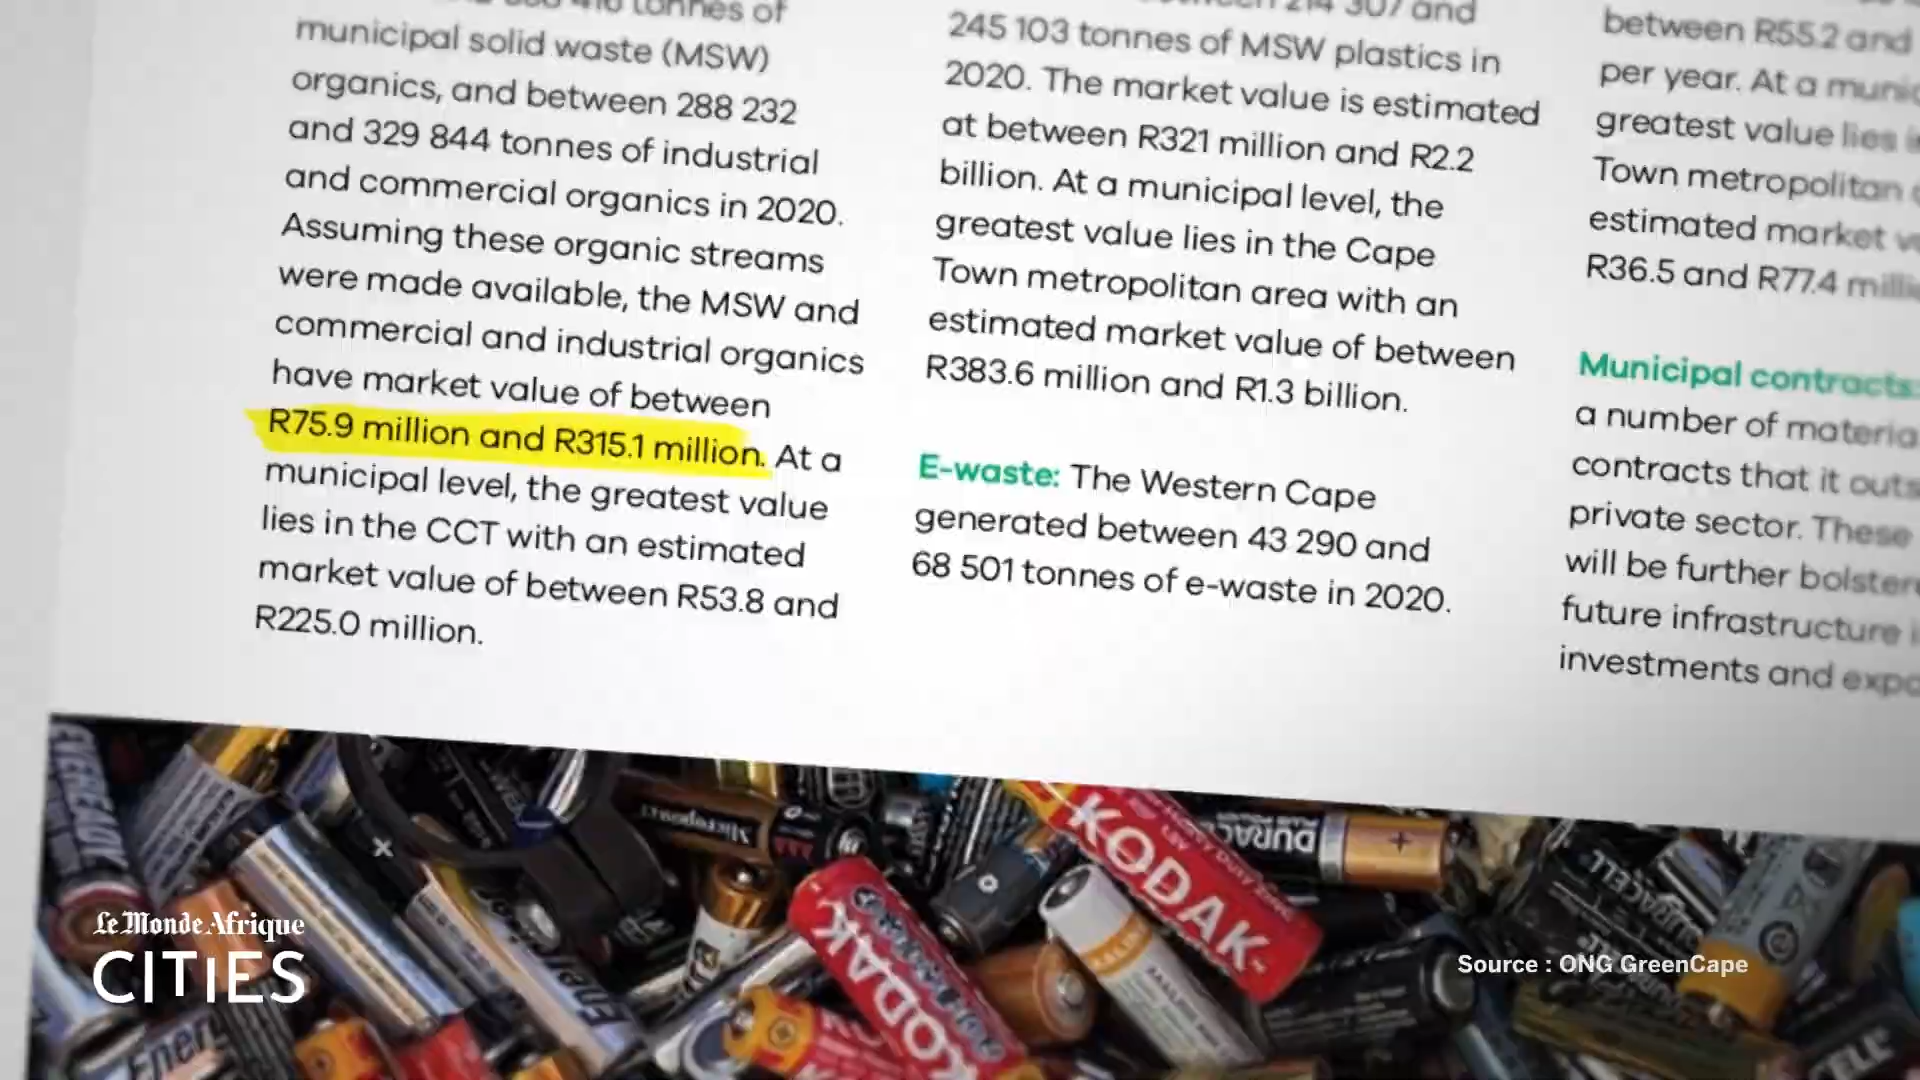 tonnes of
municipal solid waste (MSW)
organics, and between 288 232
and 329 844 tonnes of industrial
and commercial organics in 2020.
Assuming these organic streams
were made available, the MSW and
commercial and industrial organics
have market value of between
R75.9 million and R315.1 million. At a
municipal level, the greatest value
lies in the CCT with an estimated
market value of between R53.8 and
R225.0 million.
214 307 and
245 103 tonnes of MSW plastics in
2020. The market value is estimated
at between R321 million and R2.2
billion. At a municipal level, the
greatest value lies in the Cape
Town metropolitan area with an
estimated market value of between
R383.6 million and R1.3 billion.
E-waste: The Western Cape
generated between 43 290 and
68 501 tonnes of e-waste in 2020.
between R55.2 and
per year. At a
greatest value lies
Town metropolitan
estimated market
R36.5 and R77.4
Municipal contracts:
a number of
contracts that it
private sector. These
will be further
future infrastructure
investments and
EVEREADY
KODAK
DURACELL
KODAK
DURACELL
Le Monde Afrique
CITIES
Source : ONG GreenCape